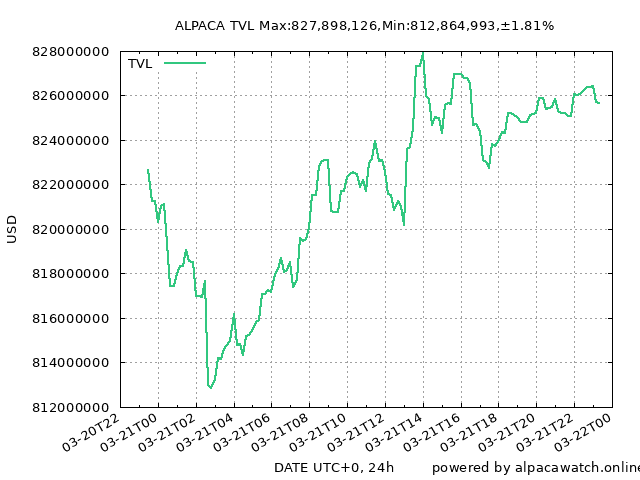 ALPACA TVL Max:827,898,126,Min:812,864,993,±1.81%
828000000
TVL
826000000
824000000
822000000
820000000
818000000
816000000
814000000
812000000
USD
03-20T22
03-21T00
03-21T02
03-21T04
03-21T06
03-21T08
03-21T10
03-21T12
03-21T14
03-21T16
03-21T18
03-21T20
03-21T22
03-22T00
DATE UTC+0, 24h
powered by alpacawatch.online